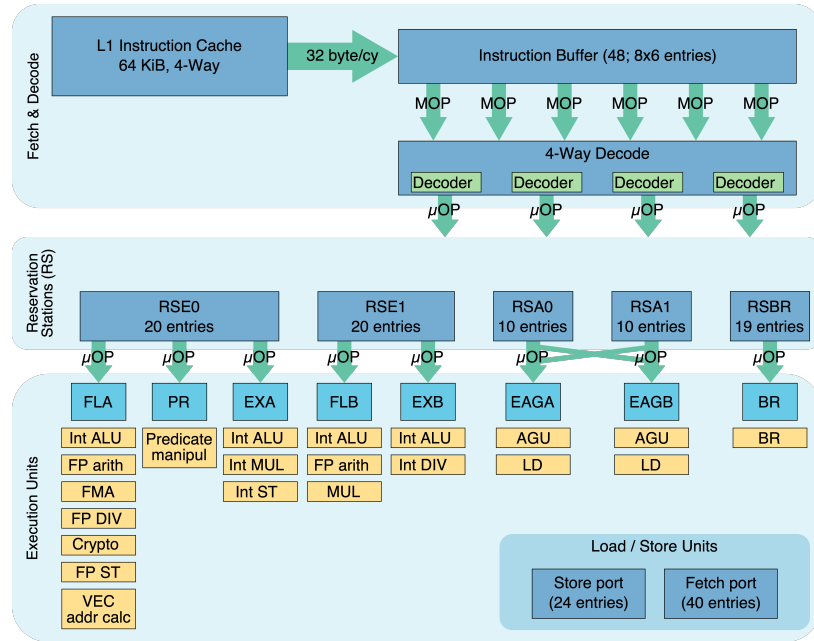 Fetch & Decode
L1 Instruction Cache
64 KiB, 4-Way
32 byte/cy
Instruction Buffer (48; 8x6 entries)
MOP MOP MOP MOP MOP MOP
4-Way Decode
Decoder Decoder Decoder Decoder
µOP µOP µOP µOP
Reservation
Stations (RS)
RSE0
20 entries
RSE1
20 entries
RSA0
10 entries
RSA1
10 entries
RSBR
19 entries
µOP µOP µOP µOP µOP µOP µOP µOP
Execution Units
FLA PR EXA FLB EXB EAGA EAGB BR
Int ALU
FP arith
FMA
FP DIV
Crypto
FP ST
VEC
addr calc
Predicate
manipul
Int ALU
Int MUL
Int ST
Int ALU
FP arith
MUL
Int ALU
Int DIV
AGU
LD
AGU
LD
BR
Load / Store Units
Store port
(24 entries)
Fetch port
(40 entries)